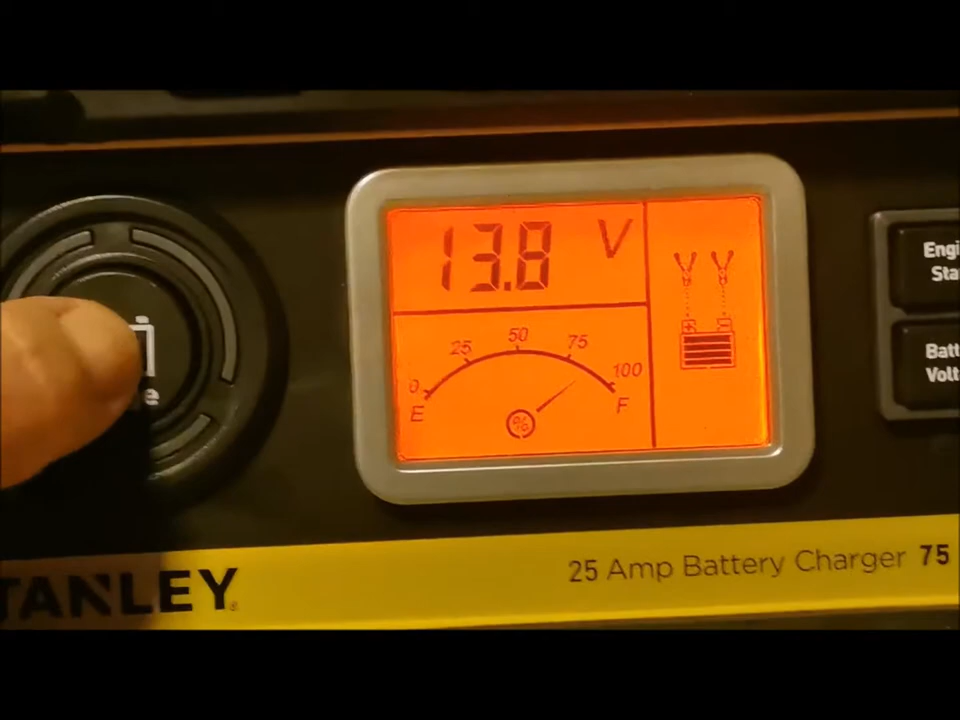 13.8 V
0 25 50 75 100
E % F
e
Engi
Sta
Batt
Volt
TANLEY
25 Amp Battery Charger 75